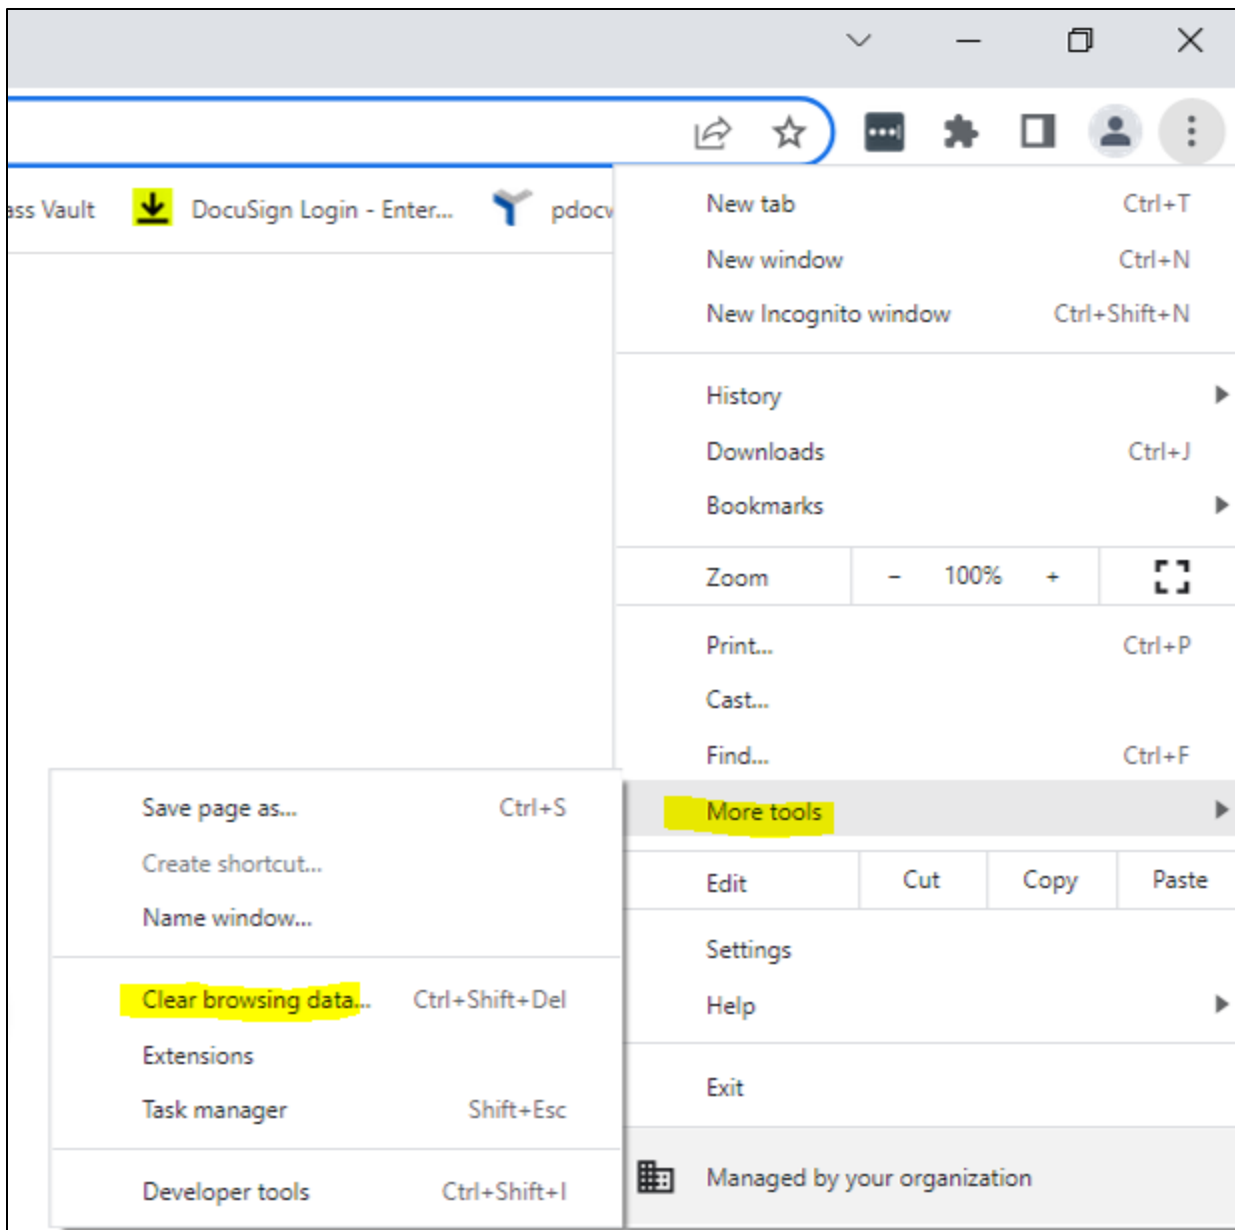 ass Vault DocuSign Login - Enter... pdocv
New tab Ctrl+T
New window Ctrl+N
New Incognito window Ctrl+Shift+N
History
Downloads Ctrl+J
Bookmarks
Zoom - 100% +
Print... Ctrl+P
Cast...
Find... Ctrl+F
More tools
Edit Cut Copy Paste
Settings
Help
Exit
Managed by your organization
Save page as... Ctrl+S
Create shortcut...
Name window...
Clear browsing data... Ctrl+Shift+Del
Extensions
Task manager Shift+Esc
Developer tools Ctrl+Shift+I